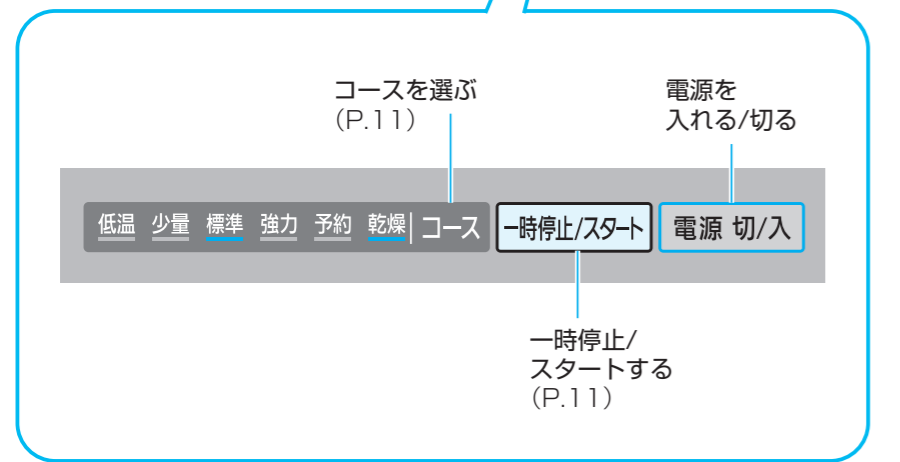 コースを選ぶ
（P.11）
電源を
入れる/切る
低温 少量 標準 強力 予約 乾燥 コース 一時停止/スタート 電源 切/入
一時停止/
スタートする
（P.11）